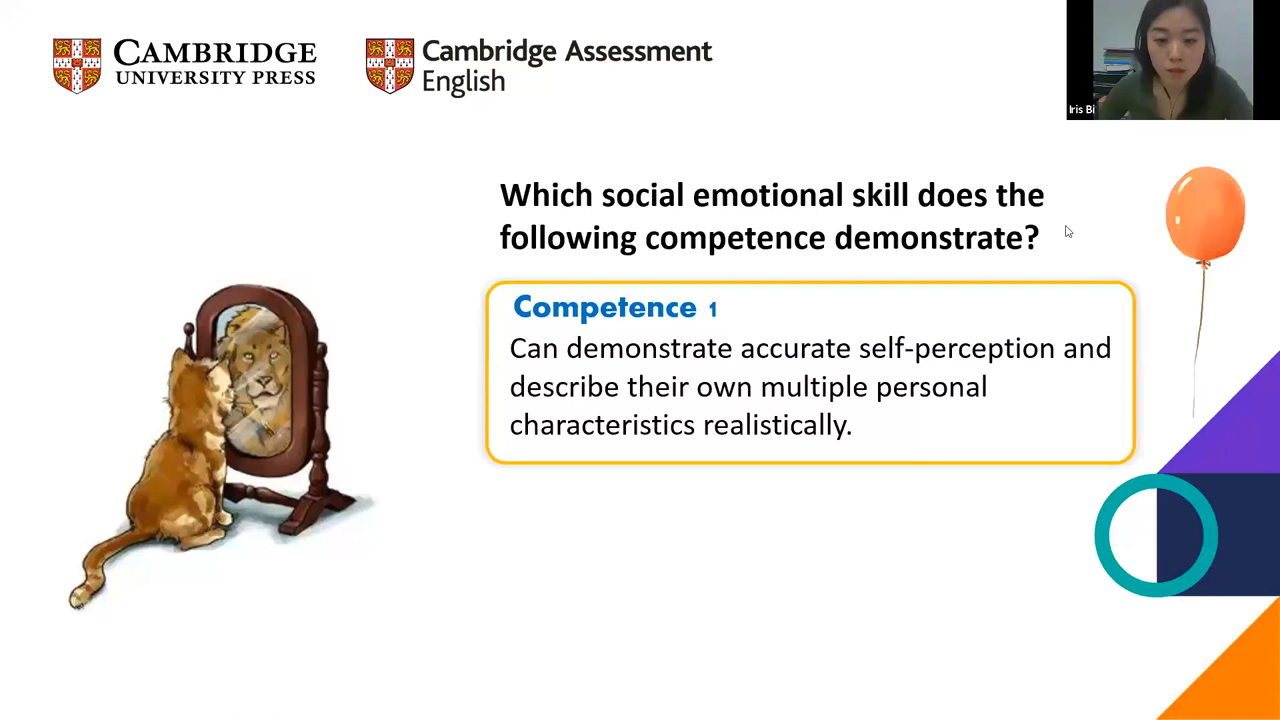 CAMBRIDGE
UNIVERSITY PRESS
Cambridge Assessment
English
Iris Bi
Which social emotional skill does the
following competence demonstrate?
Competence 1
Can demonstrate accurate self-perception and
describe their own multiple personal
characteristics realistically.